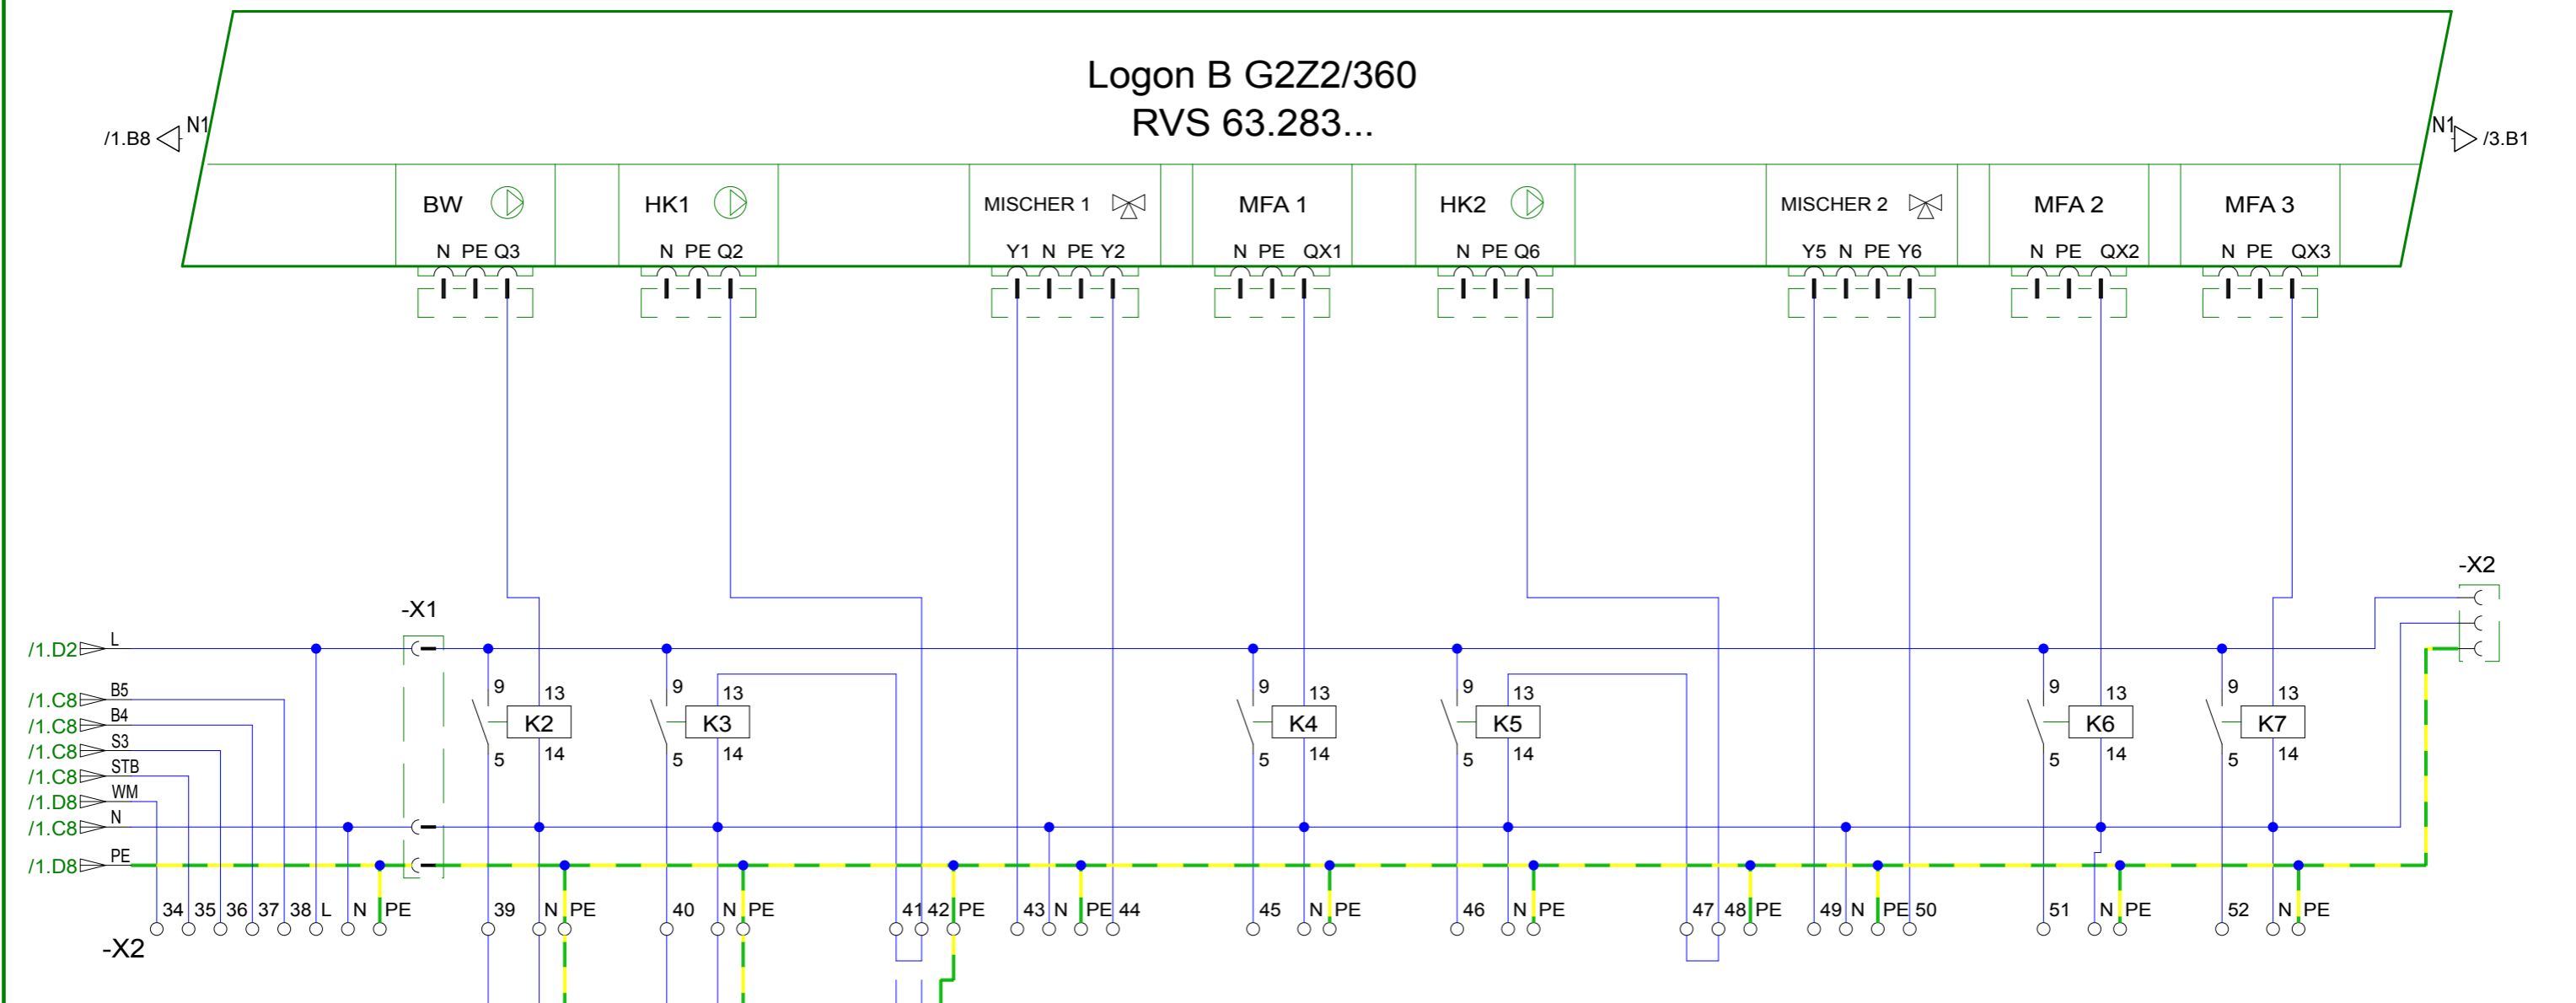 Logon B G2Z2/360
RVS 63.283...
/1.B8 N1
N1 /3.B1
BW HK1 MISCHER 1 MFA 1 HK2 MISCHER 2 MFA 2 MFA 3
N PE Q3 N PE Q2 Y1 N PE Y2 N PE QX1 N PE Q6 Y5 N PE Y6 N PE QX2 N PE QX3
-X2
-X1
/1.D2 L
/1.C8 B5
9 13 9 13 9 13 9 13 9 13 9 13
/1.C8 B4
K2 K3 K4 K5 K6 K7
/1.C8 S3
5 14 5 14 5 14 5 14 5 14 5 14
/1.C8 STB
/1.D8 WM
/1.C8 N
/1.D8 PE
34 35 36 37 38 L N PE 39 N PE 40 N PE 41 42 PE 43 N PE 44 45 N PE 46 N PE 47 48 PE 49 N PE 50 51 N PE 52 N PE
-X2